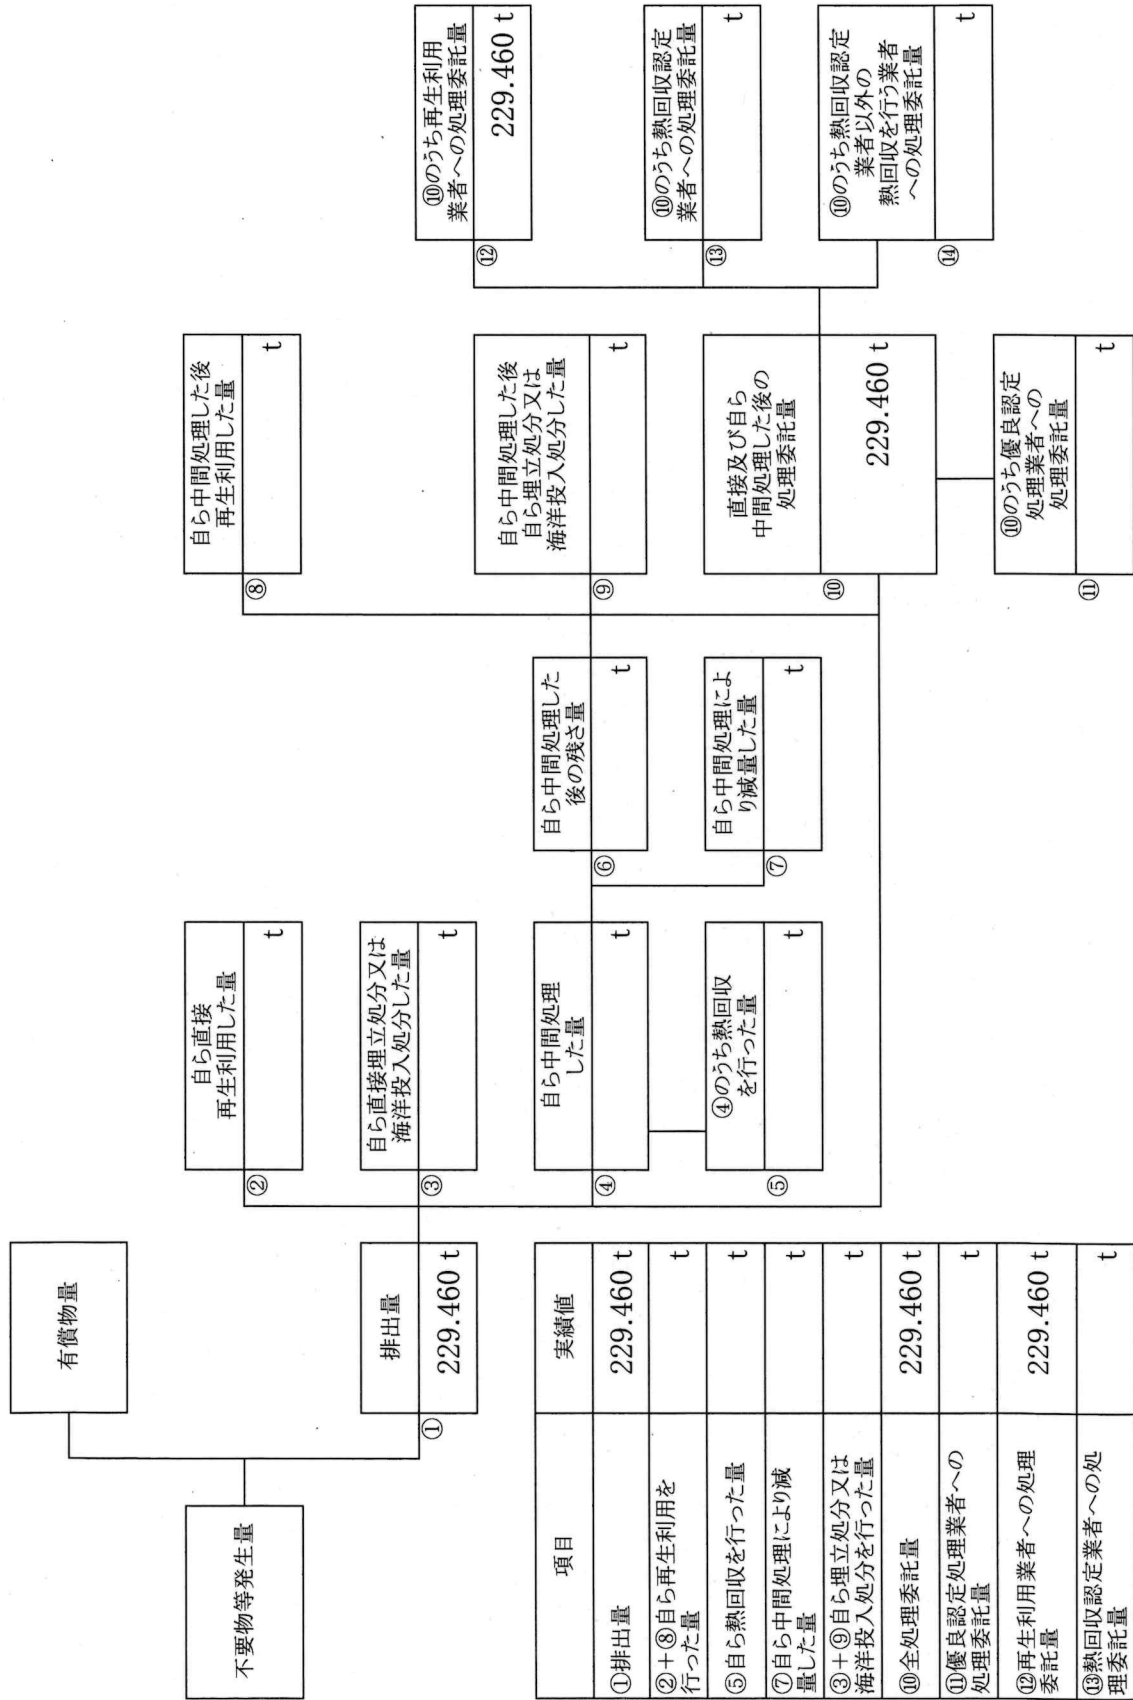 不要物等発生量
有償物量
①
排出量
229.460 t
②
自ら直接
再生利用した量
t
③
自ら直接埋立処分又は
海洋投入処分した量
t
④
自ら中間処理
した量
t
⑤
④のうち熱回収
を行った量
t
⑥
自ら中間処理した
後の残さ量
t
⑦
自ら中間処理によ
り減量した量
t
⑧
自ら中間処理した後
再生利用した量
t
⑨
自ら中間処理した後
自ら埋立処分又は
海洋投入処分した量
t
⑩
直接及び自ら
中間処理した後の
処理委託量
229.460 t
⑪
⑩のうち優良認定
処理業者への
処理委託量
t
⑫
⑩のうち再生利用
業者への処理委託量
229.460 t
⑬
⑩のうち熱回収認定
業者への処理委託量
t
⑭
⑩のうち熱回収認定
業者以外の
熱回収を行う業者
への処理委託量
t
項目 実績値
①排出量 229.460 t
②+⑧自ら再生利用を
行った量 t
⑤自ら熱回収を行った量 t
⑦自ら中間処理により減
量した量 t
③+⑨自ら埋立処分又は
海洋投入処分を行った量 t
⑩全処理委託量 229.460 t
⑪優良認定処理業者への
処理委託量 t
⑫再生利用業者への処理
委託量 229.460 t
⑬熱回収認定業者への処
理委託量 t